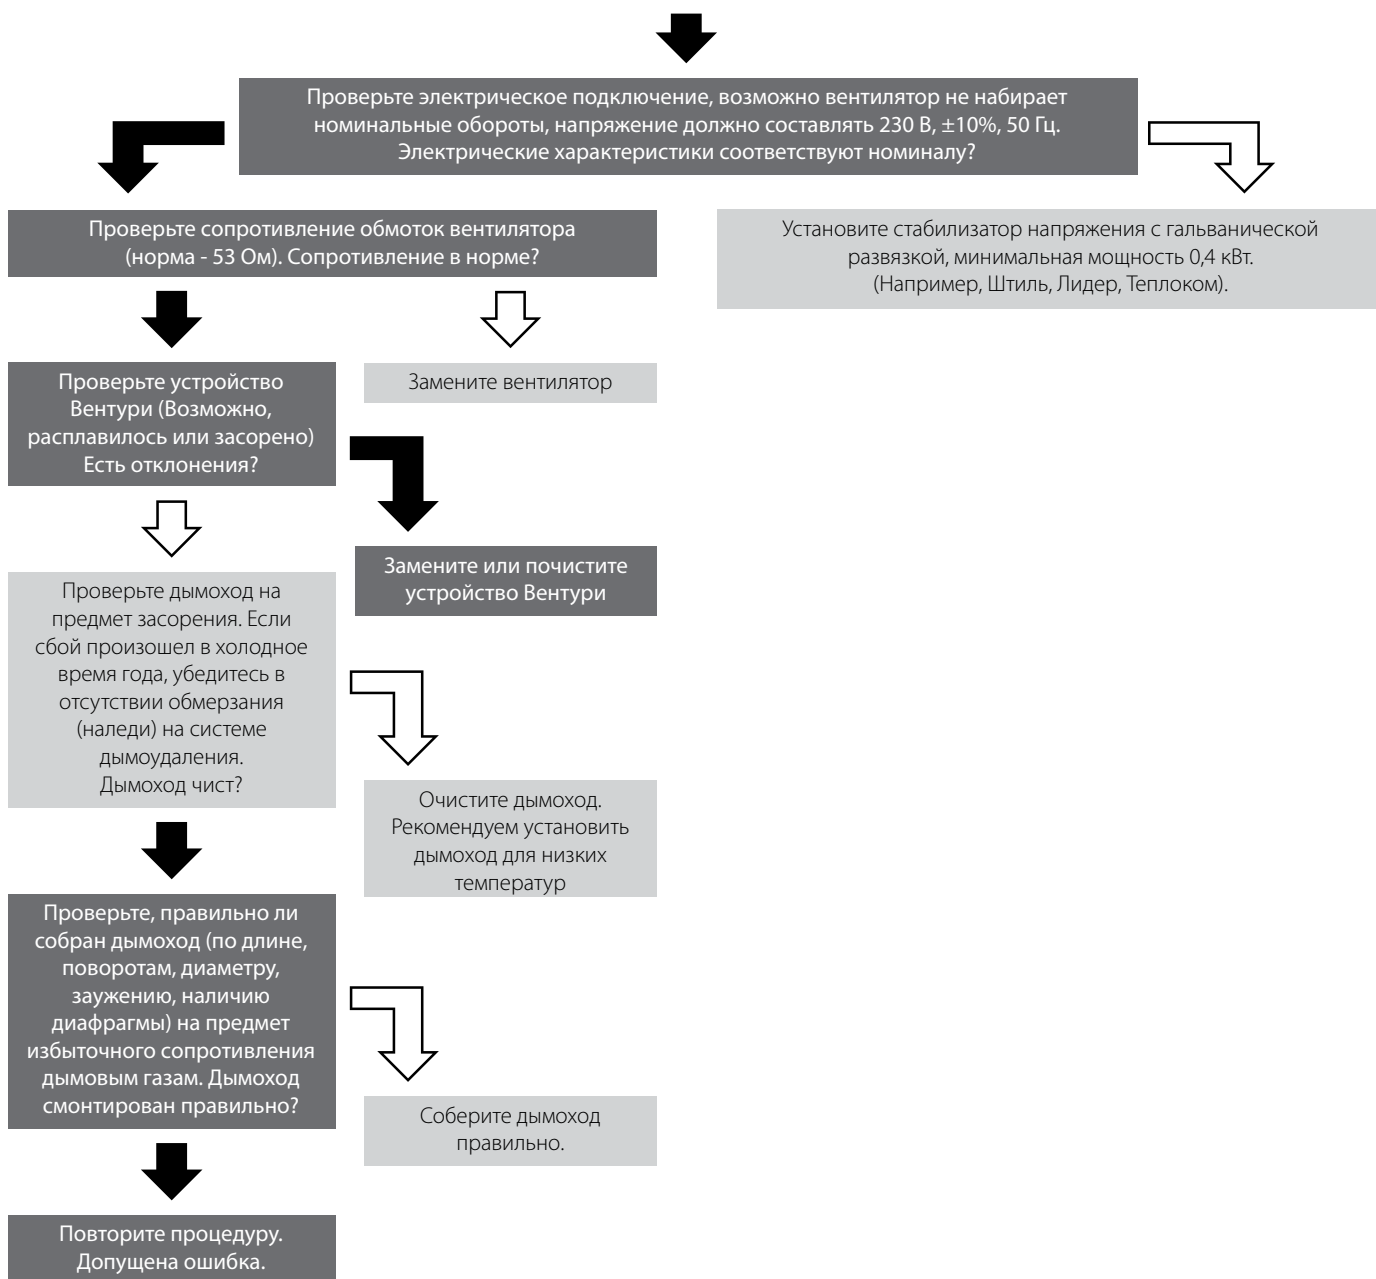 Проверьте электрическое подключение, возможно вентилятор не набирает
номинальные обороты, напряжение должно составлять 230 В, ±10%, 50 Гц.
Электрические характеристики соответствуют номиналу?
Проверьте сопротивление обмоток вентилятора
(норма - 53 Ом). Сопротивление в норме?
Установите стабилизатор напряжения с гальванической
развязкой, минимальная мощность 0,4 кВт.
(Например, Штиль, Лидер, Теплоком).
Проверьте устройство
Вентури (Возможно,
расплавилось или засорено)
Есть отклонения?
Замените вентилятор
Замените или почистите
устройство Вентури
Проверьте дымоход на
предмет засорения. Если
сбой произошел в холодное
время года, убедитесь в
отсутствии обмерзания
(наледи) на системе
дымоудаления.
Дымоход чист?
Очистите дымоход.
Рекомендуем установить
дымоход для низких
температур
Проверьте, правильно ли
собран дымоход (по длине,
поворотам, диаметру,
заужению, наличию
диафрагмы) на предмет
избыточного сопротивления
дымовым газам. Дымоход
смонтирован правильно?
Соберите дымоход
правильно.
Повторите процедуру.
Допущена ошибка.